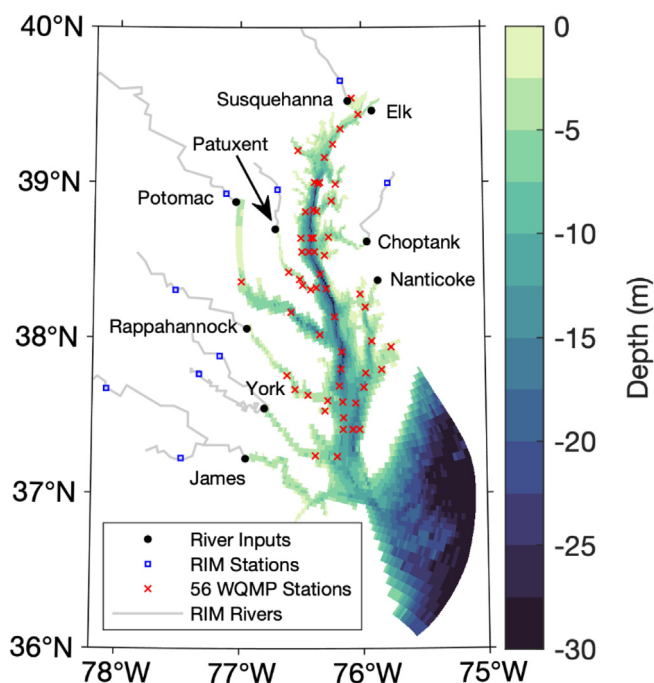 40°N
39°N
38°N
37°N
36°N
78°W
77°W
76°W
75°W
Susquehanna
Elk
Patuxent
Potomac
Choptank
Nanticoke
Rappahannock
York
James
River Inputs
RIM Stations
56 WQMP Stations
RIM Rivers
0
-5
-10
-15
-20
-25
-30
Depth (m)